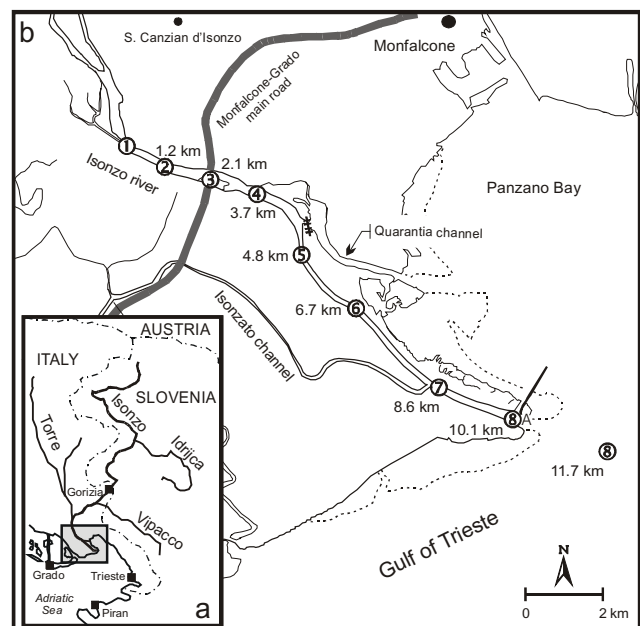 b
S. Canzian d'Isonzo
Monfalcone
Monfalcone-Grado
main road
1
1.2 km
2
Isonzo river
2.1 km
3
4
3.7 km
Panzano Bay
Quarantia channel
4.8 km
5
6.7 km
6
Isonzato channel
7
8.6 km
8
A
10.1 km
8
11.7 km
Gulf of Trieste
N
0 2 km
AUSTRIA
ITALY
SLOVENIA
Isonzo
Torre
Idrijca
Gorizia
Vipacco
Grado
Trieste
Adriatic
Sea
Piran
a